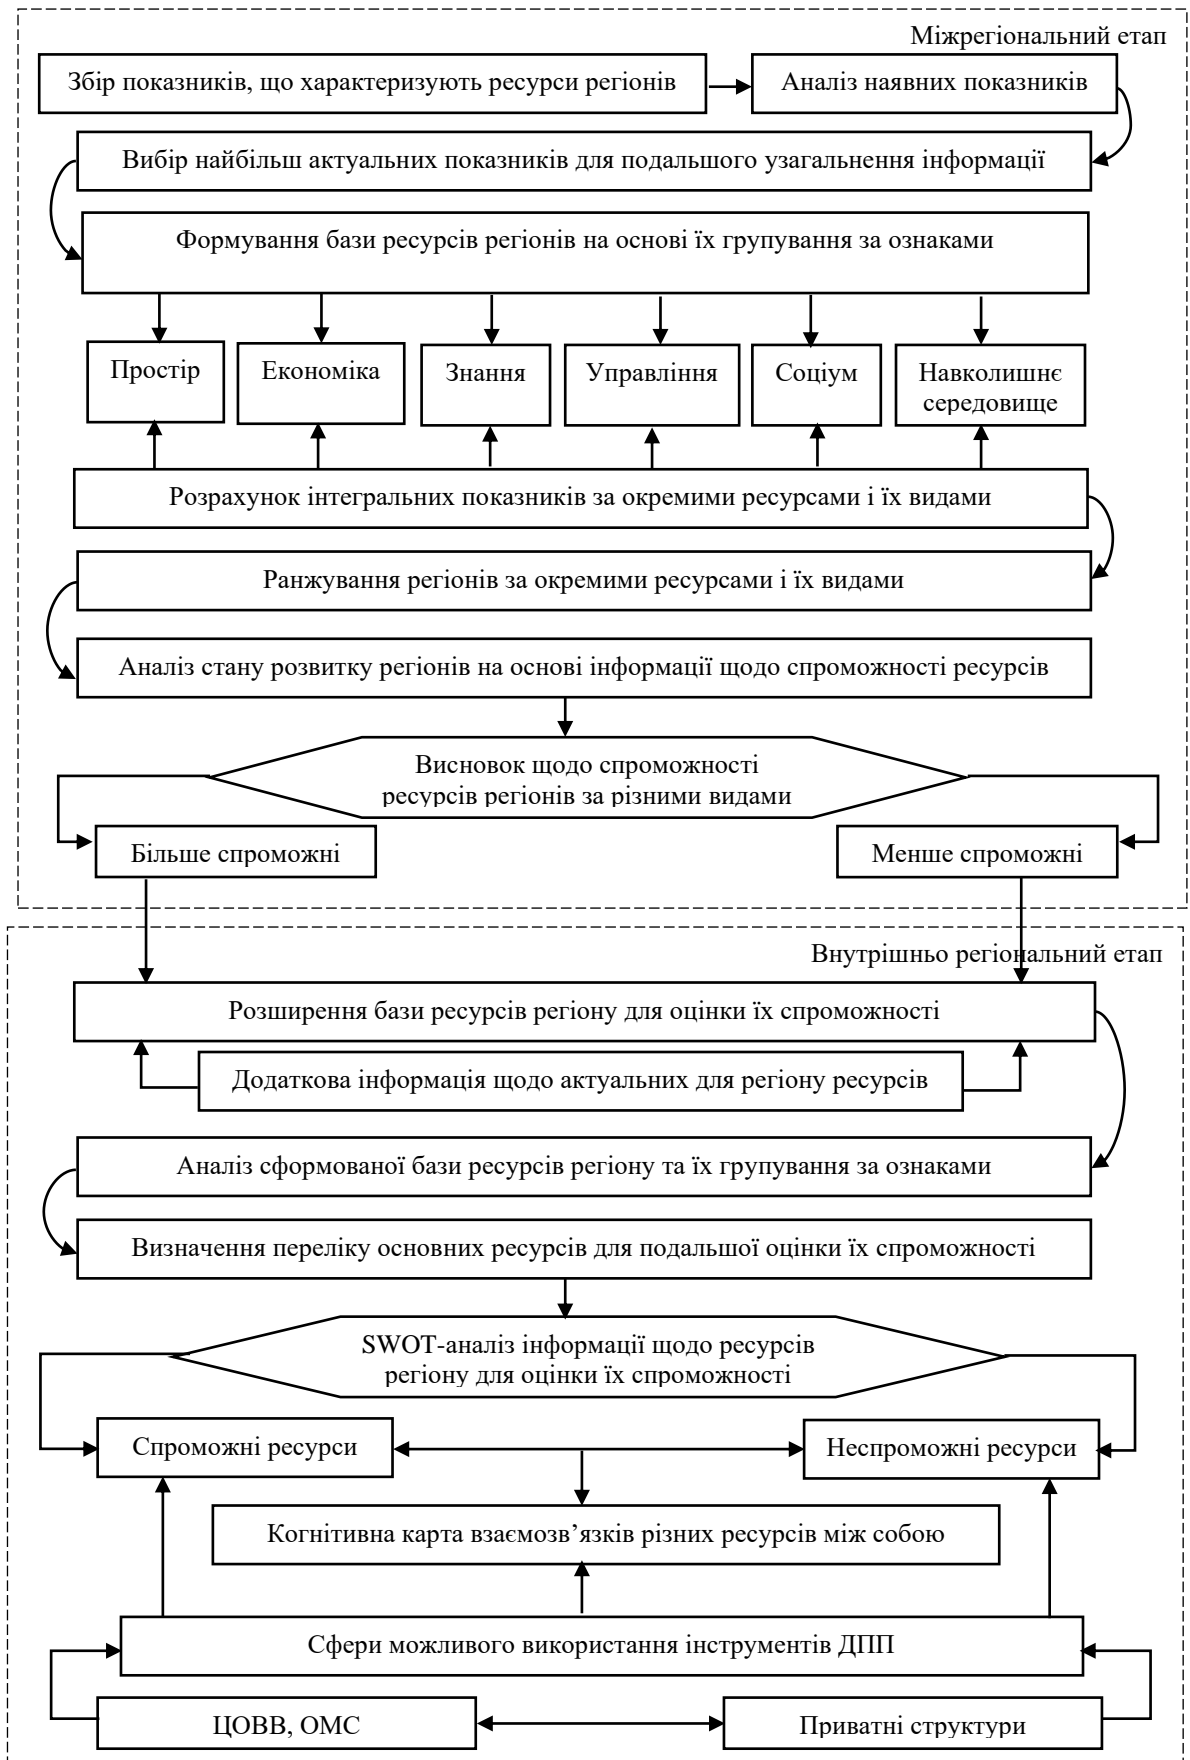 Міжрегіональний етап
Збір показників, що характеризують ресурси регіонів
Аналіз наявних показників
Вибір найбільш актуальних показників для подальшого узагальнення інформації
Формування бази ресурсів регіонів на основі їх групування за ознаками
Простір
Економіка
Знання
Управління
Соціум
Навколишнє
середовище
Розрахунок інтегральних показників за окремими ресурсами і їх видами
Ранжування регіонів за окремими ресурсами і їх видами
Аналіз стану розвитку регіонів на основі інформації щодо спроможності ресурсів
Висновок щодо спроможності
ресурсів регіонів за різними видами
Більше спроможні
Менше спроможні
Внутрішньо регіональний етап
Розширення бази ресурсів регіону для оцінки їх спроможності
Додаткова інформація щодо актуальних для регіону ресурсів
Аналіз сформованої бази ресурсів регіону та їх групування за ознаками
Визначення переліку основних ресурсів для подальшої оцінки їх спроможності
SWOT-аналіз інформації щодо ресурсів
регіону для оцінки їх спроможності
Спроможні ресурси
Неспроможні ресурси
Когнітивна карта взаємозв’язків різних ресурсів між собою
Сфери можливого використання інструментів ДПП
ЦОВВ, ОМС
Приватні структури